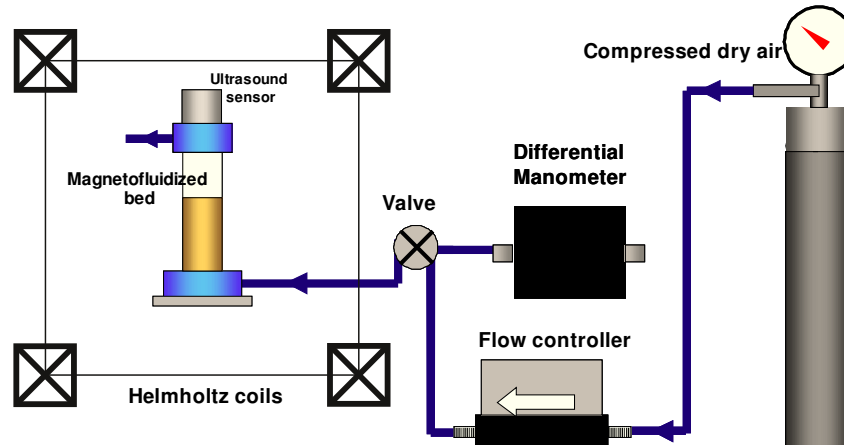 Ultrasound
sensor
Compressed dry air
Magnetofluidized
bed
Differential
Manometer
Valve
Flow controller
Helmholtz coils